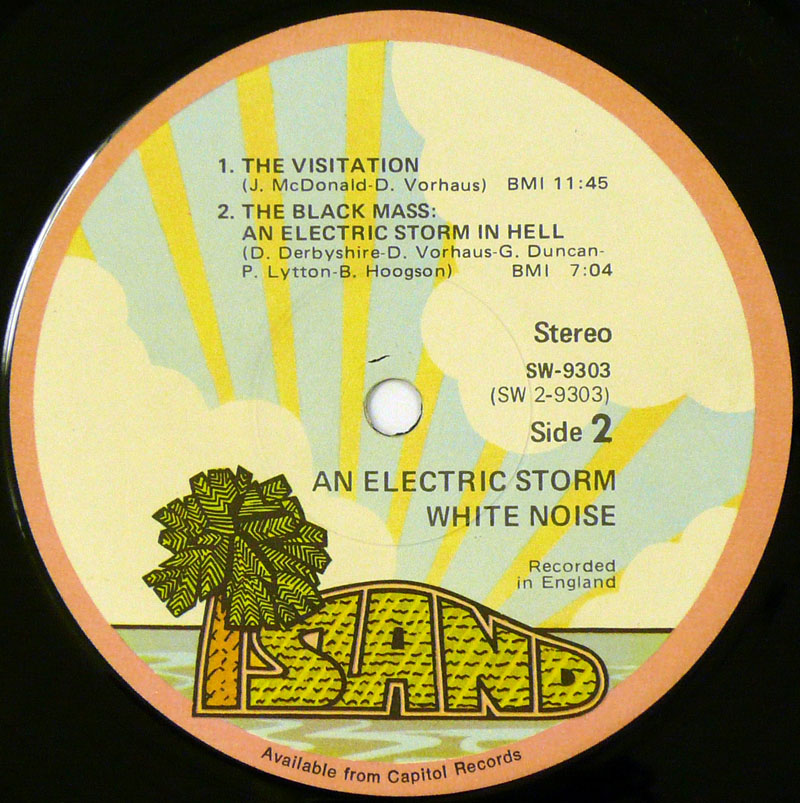 1. THE VISITATION
(J. McDonald-D. Vorhaus) BMI 11:45
2. THE BLACK MASS:
AN ELECTRIC STORM IN HELL
(D. Derbyshire-D. Vorhaus-G. Duncan-
P. Lytton-B. Hoogson) BMI 7:04
Stereo
SW-9303
(SW 2-9303)
Side 2
AN ELECTRIC STORM
WHITE NOISE
Recorded
in England
ISLAND
Available from Capitol Records